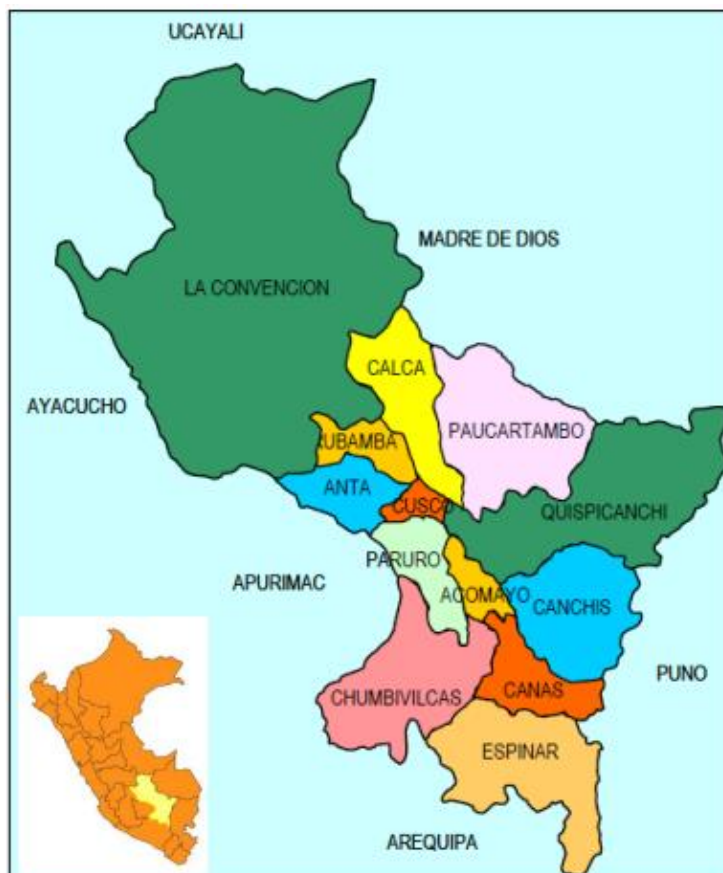 UCAYALI
MADRE DE DIOS
LA CONVENCION
CALCA
AYACUCHO
PAUCARTAMBO
RUBAMBA
ANTA
CUSCO
QUISPICANCHI
PARURO
APURIMAC
ACOMAYO
CANCHIS
PUNO
CHUMBIVILCAS
CANAS
ESPINAR
AREQUIPA